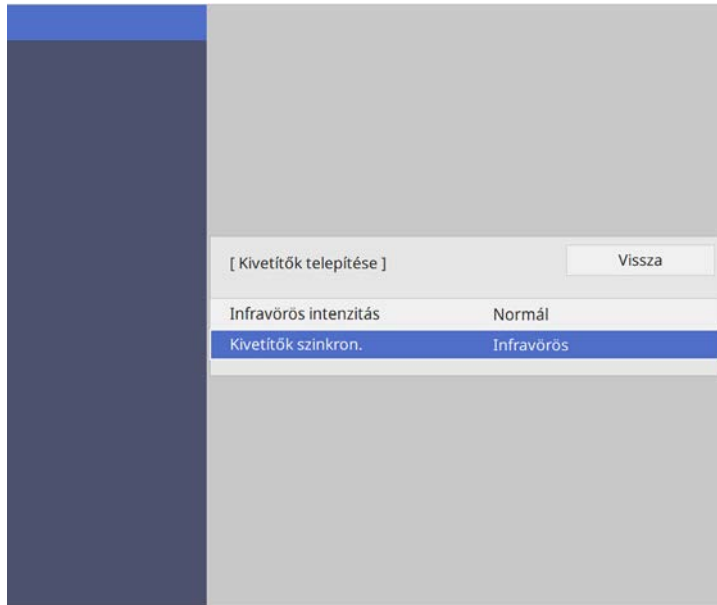 [ Kivetítők telepítése ] Vissza
Infravörös intenzitás Normál
Kivetítők szinkron. Infravörös